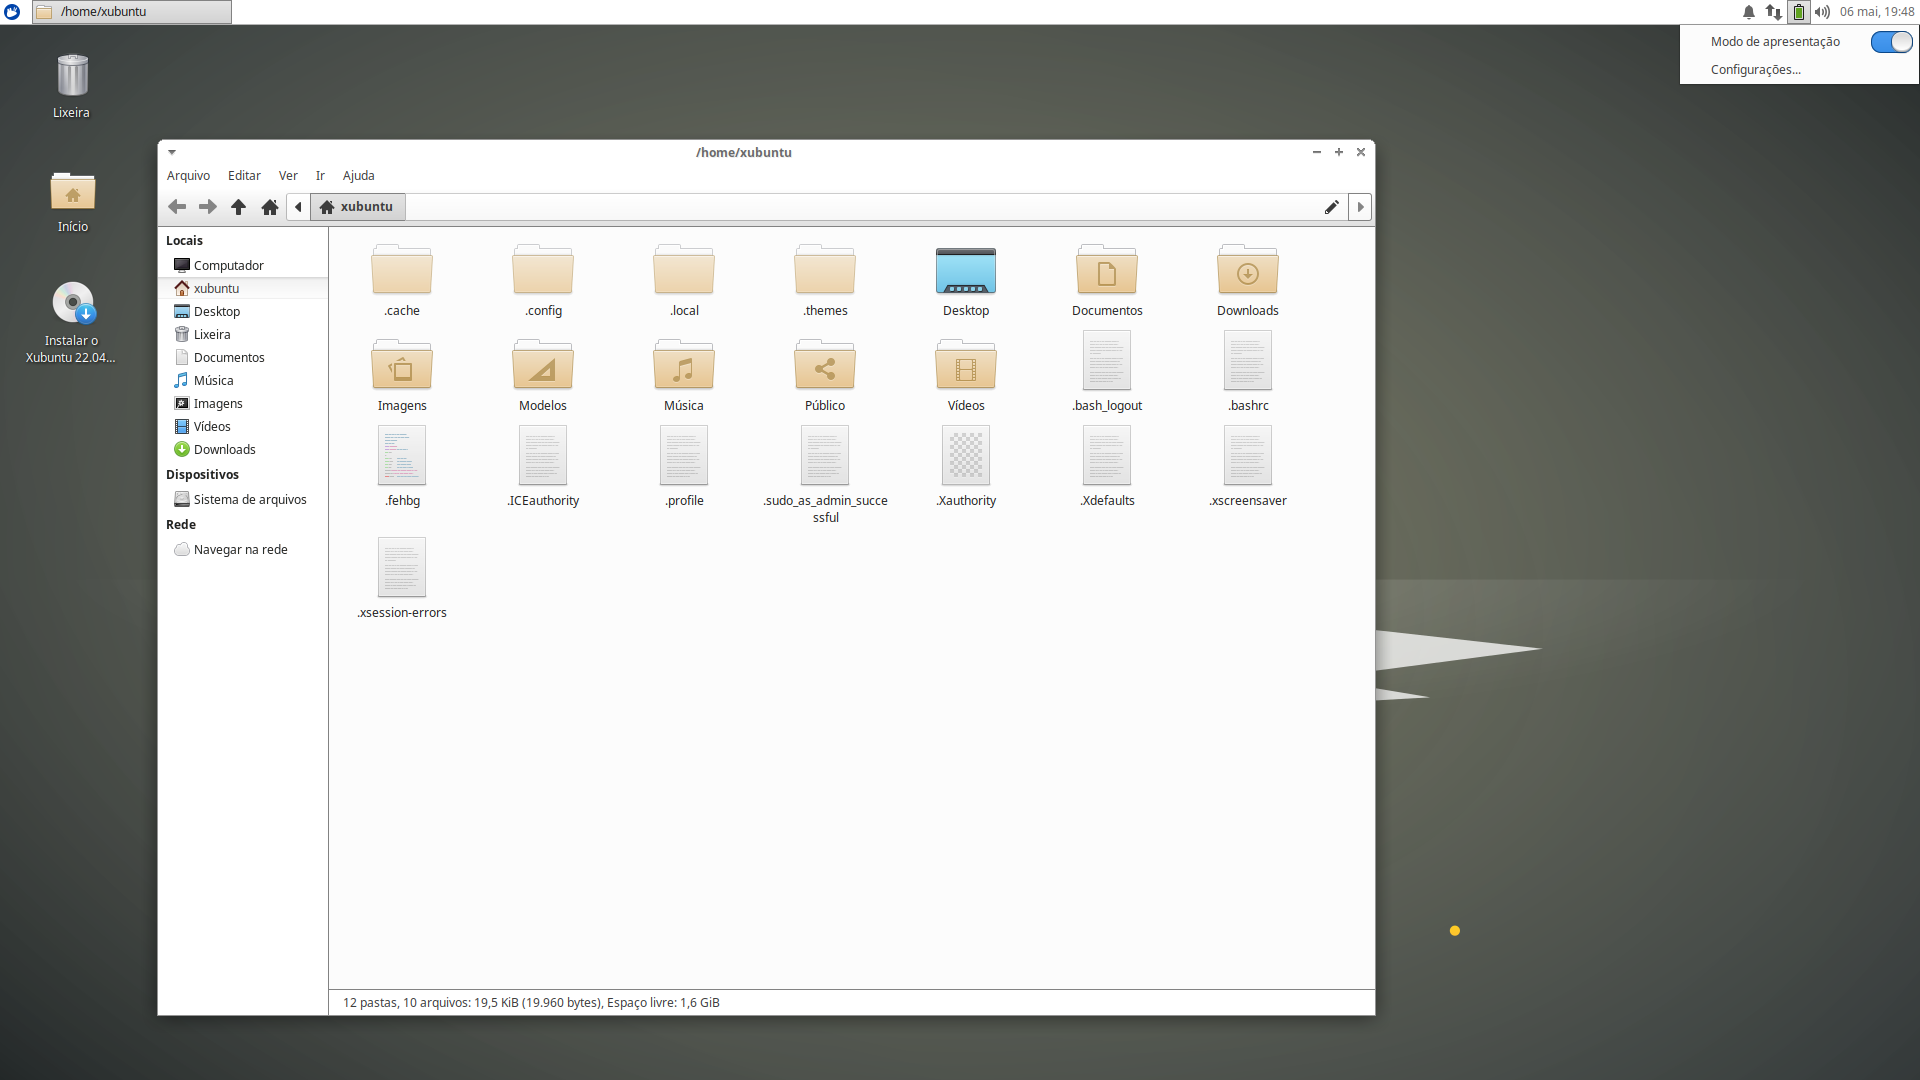 /home/xubuntu
06 mai, 19:48
Modo de apresentação
Configurações...
Lixeira
Início
Instalar o
Xubuntu 22.04...
/home/xubuntu
Arquivo Editar Ver Ir Ajuda
xubuntu
Locais
Computador
xubuntu
Desktop
Lixeira
Documentos
Música
Imagens
Vídeos
Downloads
Dispositivos
Sistema de arquivos
Rede
Navegar na rede
.cache .config .local .themes Desktop Documentos Downloads
Imagens Modelos Música Público Vídeos .bash_logout .bashrc
.fehbg .ICEauthority .profile .sudo_as_admin_succe .Xauthority .Xdefaults .xscreensaver
ssful
.xsession-errors
12 pastas, 10 arquivos: 19,5 KiB (19.960 bytes), Espaço livre: 1,6 GiB